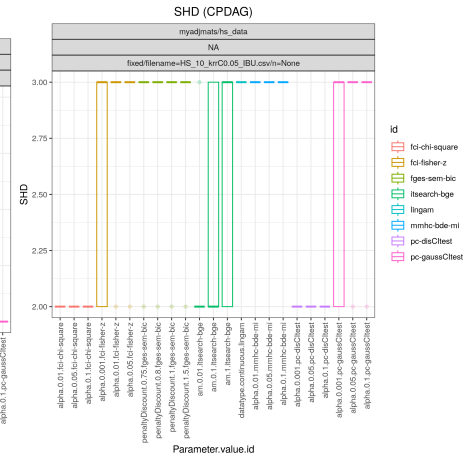 SHD (CPDAG)
myadjmats/hs_data
NA
fixed/filename=HS_10_krrC0.05_IBU.csv/n=None
3.00
2.75
2.50
2.25
2.00
SHD
alpha.0.1.pc-gaussCItest
alpha.0.01.fci-chi-square
alpha.0.05.fci-chi-square
alpha.0.1.fci-chi-square
alpha.0.001.fci-fisher-z
alpha.0.01.fci-fisher-z
alpha.0.05.fci-fisher-z
penaltyDiscount.0.75.fges-sem-bic
penaltyDiscount.0.8.fges-sem-bic
penaltyDiscount.1.fges-sem-bic
penaltyDiscount.1.5.fges-sem-bic
am.0.01.itsearch-bge
am.0.1.itsearch-bge
am.1.itsearch-bge
datatype.continuous.lingam
alpha.0.01.mmhc-bde-mi
alpha.0.05.mmhc-bde-mi
alpha.0.1.mmhc-bde-mi
alpha.0.001.pc-disCItest
alpha.0.05.pc-disCItest
alpha.0.1.pc-disCItest
alpha.0.001.pc-gaussCItest
alpha.0.05.pc-gaussCItest
alpha.0.1.pc-gaussCItest
Parameter.value.id
id
fci-chi-square
fci-fisher-z
fges-sem-bic
itsearch-bge
lingam
mmhc-bde-mi
pc-disCItest
pc-gaussCItest